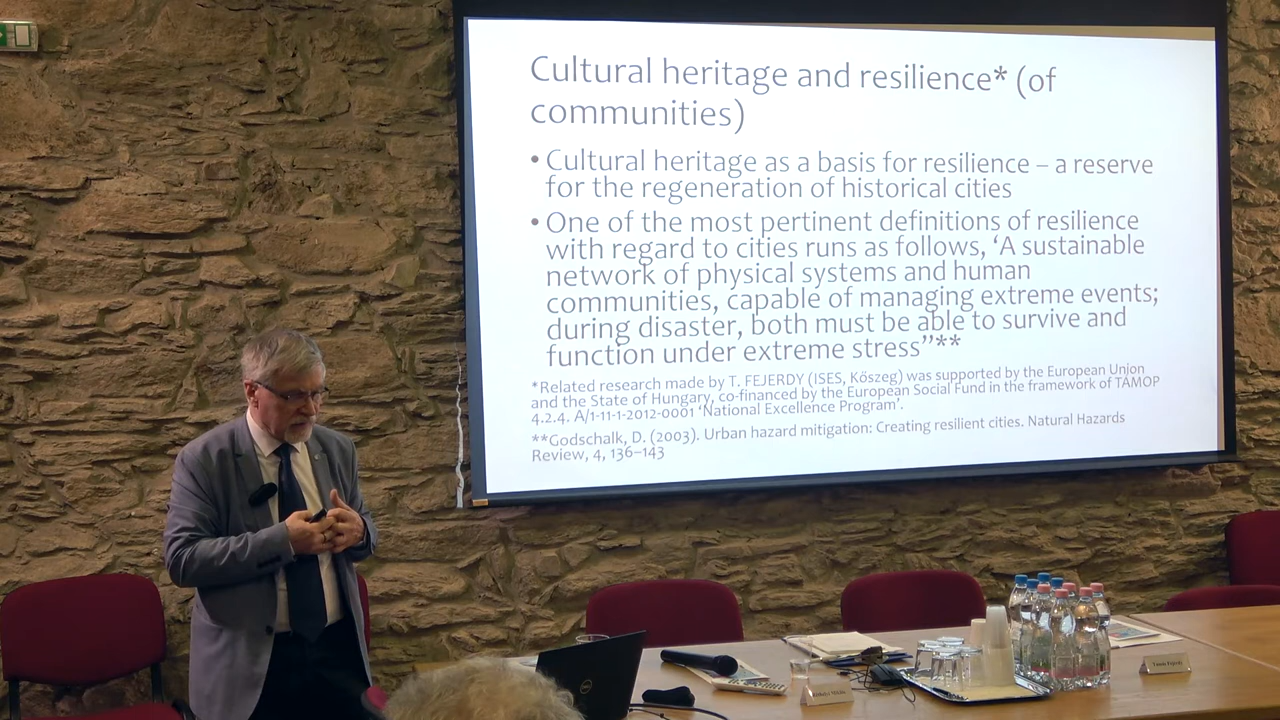 Cultural heritage and resilience* (of
communities)
• Cultural heritage as a basis for resilience – a reserve
for the regeneration of historical cities
• One of the most pertinent definitions of resilience
with regard to cities runs as follows, ‘A sustainable
network of physical systems and human
communities, capable of managing extreme events;
during disaster, both must be able to survive and
function under extreme stress”**
*Related research made by T. FEJERDY (ISES, Kőszeg) was supported by the European Union
and the State of Hungary, co-financed by the European Social Fund in the framework of TÁMOP
4.2.4. A/1-11-1-2012-0001 ‘National Excellence Program’.
**Godschalk, D. (2003). Urban hazard mitigation: Creating resilient cities. Natural Hazards
Review, 4, 136–143
DELL